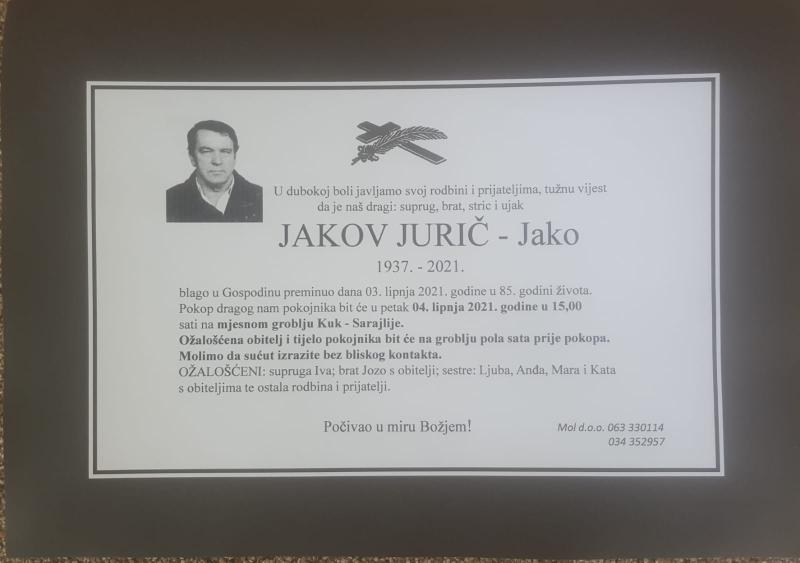 U dubokoj boli javljamo svoj rodbini i prijateljima, tužnu vijest
da je naš dragi: suprug, brat, stric i ujak
JAKOV JURIČ - Jako
1937. - 2021.
blago u Gospodinu preminuo dana 03. lipnja 2021. godine u 85. godini života.
Pokop dragog nam pokojnika bit će u petak 04. lipnja 2021. godine u 15,00
sati na mjesnom groblju Kuk - Sarajlije.
Ožalošćena obitelj i tijelo pokojnika bit će na groblju pola sata prije pokopa.
Molimo da sućut izrazite bez bliskog kontakta.
OŽALOŠĆENI: supruga Iva; brat Jozo s obitelji; sestre: Ljuba, Anđa, Mara i Kata
s obiteljima te ostala rodbina i prijatelji.
Počivao u miru Božjem!
Mol d.o.o. 063 330114
034 352957